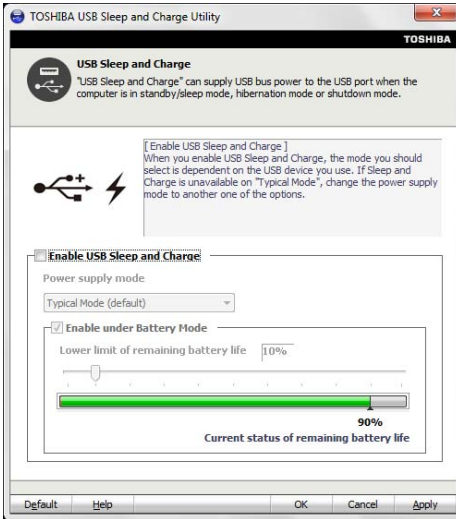 TOSHIBA USB Sleep and Charge Utility
TOSHIBA
USB Sleep and Charge
"USB Sleep and Charge" can supply USB bus power to the USB port when the
computer is in standby/sleep mode, hibernation mode or shutdown mode.
[ Enable USB Sleep and Charge ]
When you enable USB Sleep and Charge, the mode you should
select is dependent on the USB device you use. If Sleep and
Charge is unavailable on "Typical Mode", change the power supply
mode to another one of the options.
Enable USB Sleep and Charge
Power supply mode
Typical Mode (default)
Enable under Battery Mode
Lower limit of remaining battery life 10%
90%
Current status of remaining battery life
Default Help OK Cancel Apply